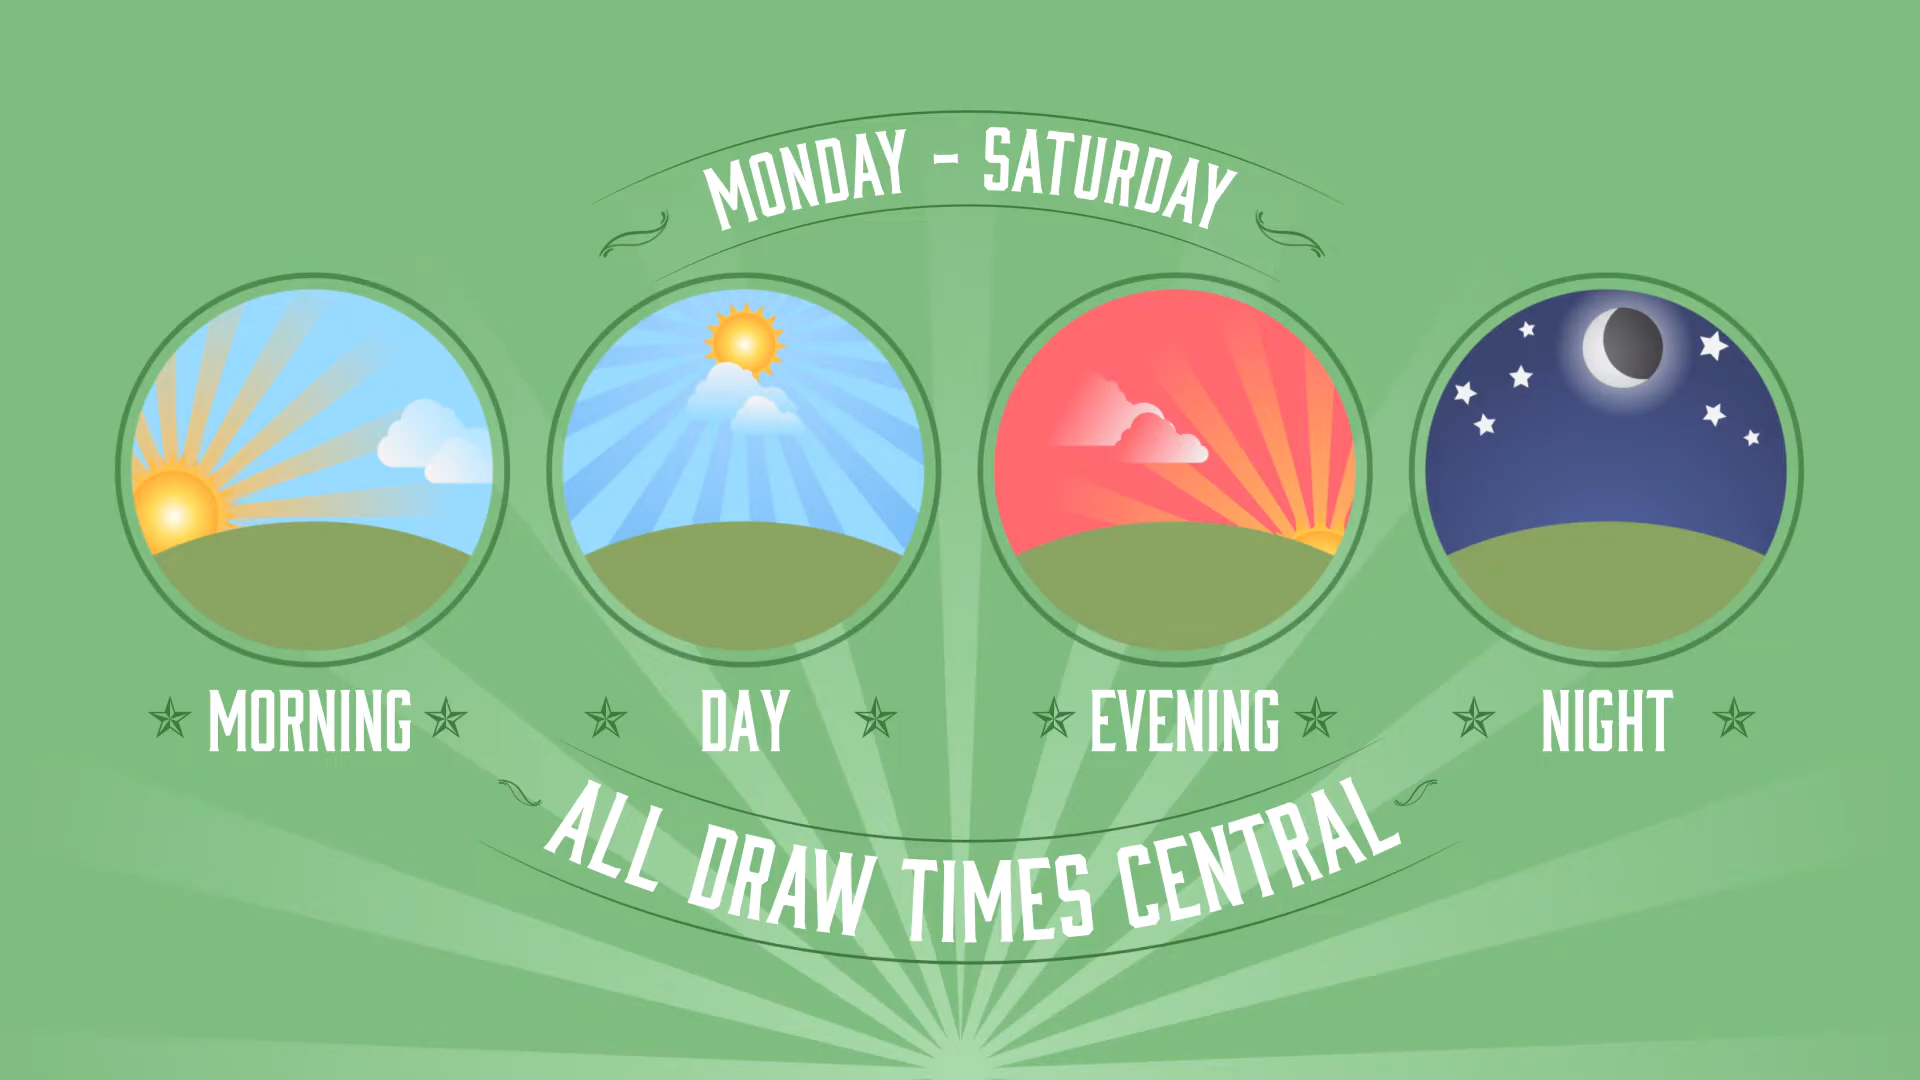 MONDAY - SATURDAY
MORNING
DAY
EVENING
NIGHT
ALL DRAW TIMES CENTRAL